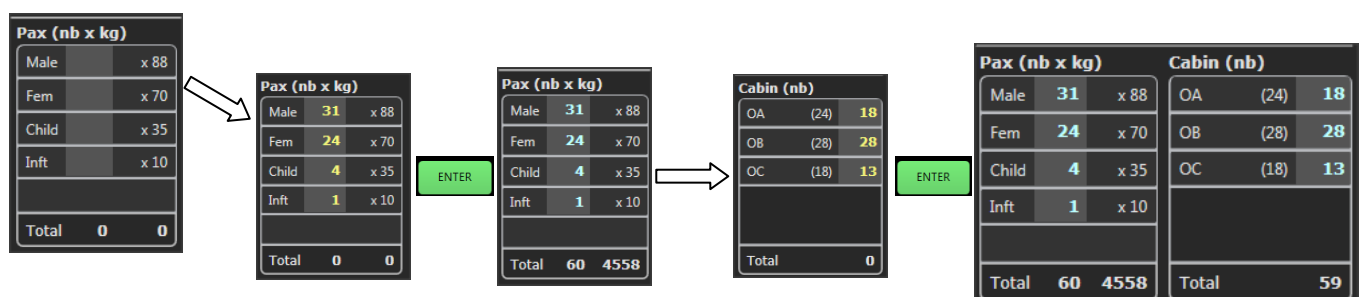 Pax (nb x kg)
Male x 88
Fem x 70
Child x 35
Inft x 10
Total 0 0
Pax (nb x kg)
Male 31 x 88
Fem 24 x 70
Child 4 x 35
Inft 1 x 10
Total 0 0
ENTER
Pax (nb x kg)
Male 31 x 88
Fem 24 x 70
Child 4 x 35
Inft 1 x 10
Total 60 4558
Cabin (nb)
OA (24) 18
OB (28) 28
OC (18) 13
Total 0
ENTER
Pax (nb x kg)
Male 31 x 88
Fem 24 x 70
Child 4 x 35
Inft 1 x 10
Total 60 4558
Cabin (nb)
OA (24) 18
OB (28) 28
OC (18) 13
Total 59